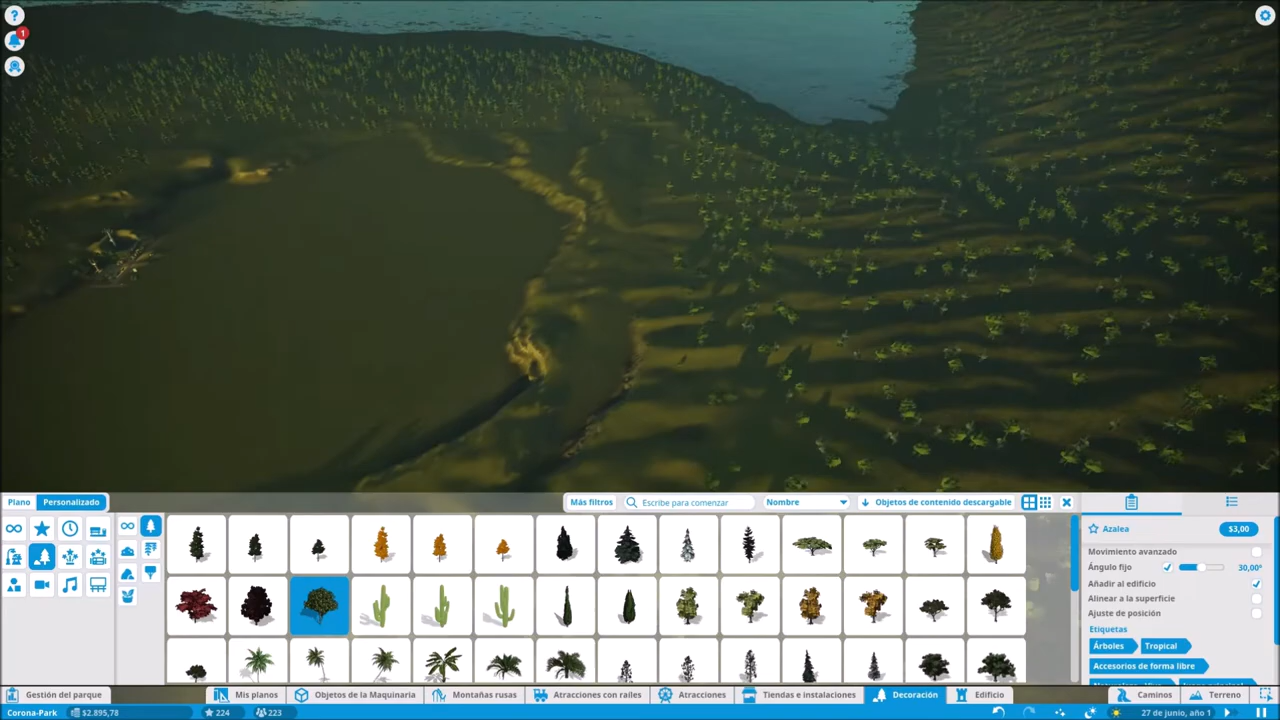 ?
1
Plano
Personalizado
Más filtros
Escribe para comenzar
Nombre
Objetos de contenido descargable
Azalea
$3,00
Movimiento avanzado
Ángulo fijo
30,00°
Añadir al edificio
Alinear a la superficie
Ajuste de posición
Etiquetas
Árboles
Tropical
Accesorios de forma libre
Gestión del parque
Mis planos
Objetos de la Maquinaria
Montañas rusas
Atracciones con raíles
Atracciones
Tiendas e instalaciones
Decoración
Edificio
Caminos
Terreno
Corona-Park
$2.895,78
224
223
27 de junio, año 1